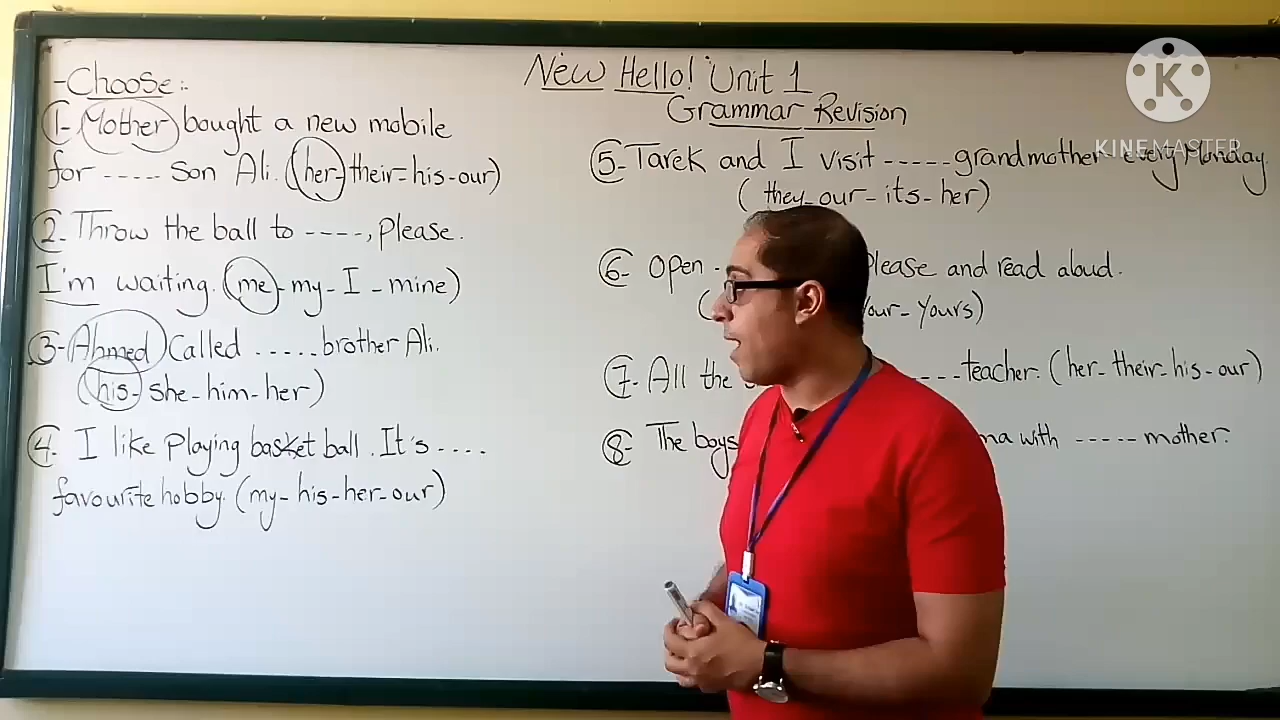 New Hello! Unit 1
Grammar Revision
- Choose :-
1- Mother bought a new mobile
for ----- son Ali. (her- their- his- our)
2- Throw the ball to ----, please.
I'm waiting. (me- my- I- mine)
3- Ahmed Called ..... brother Ali.
(his- she- him- her)
4- I like playing basket ball. It's ....
favourite hobby. (my- his- her- our)
5- Tarek and I visit ----- grandmother every Monday.
(they- our- its- her)
6- Open please and read aloud.
your- yours)
7- All the teacher. (her- their- his- our)
8- The boys with ----- mother.
K
KINEMASTER